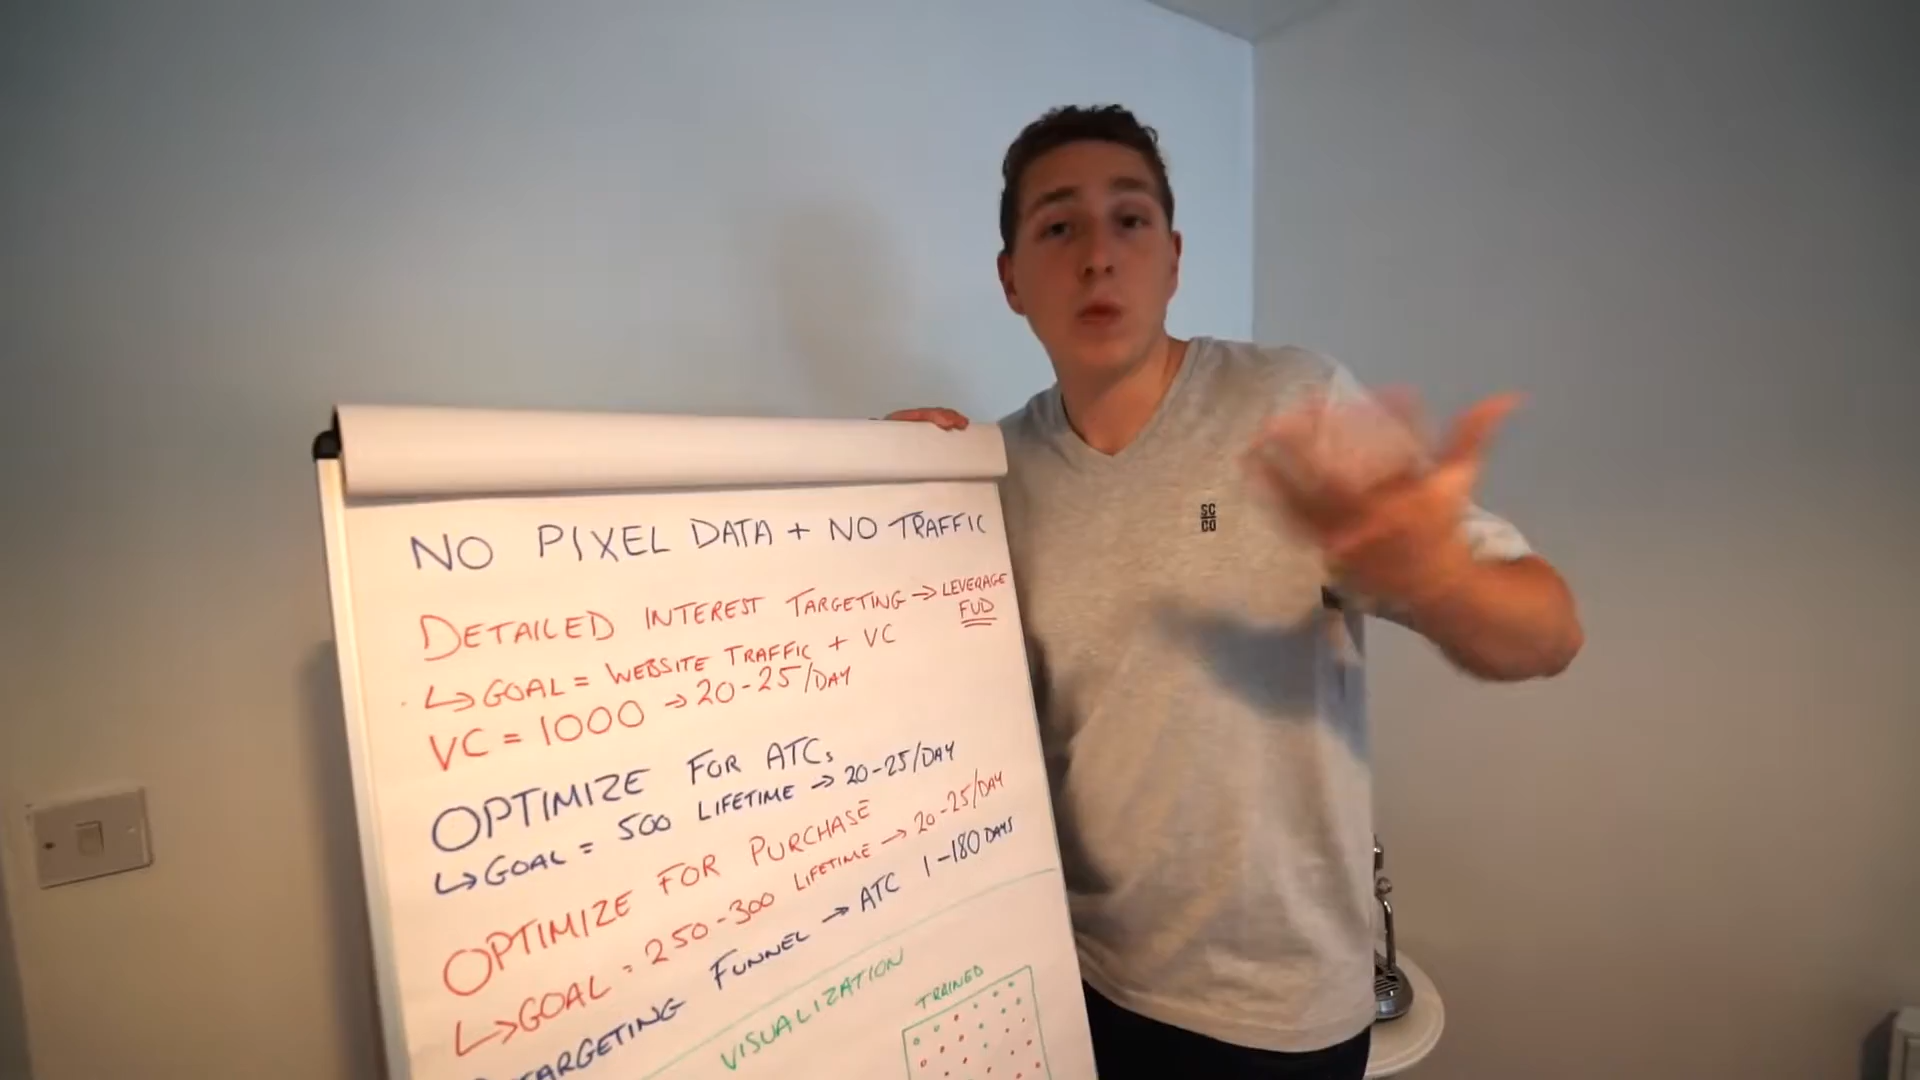 NO PIXEL DATA + NO TRAFFIC
DETAILED INTEREST TARGETING → LEVERAGE
FUD
↳ GOAL = WEBSITE TRAFFIC + VC
VC = 1000 → 20-25/DAY
OPTIMIZE FOR ATCs
↳ GOAL = 500 LIFETIME → 20-25/DAY
OPTIMIZE FOR PURCHASE
↳ GOAL = 250-300 LIFETIME → 20-25/DAY
TARGETING FUNNEL → ATC 1-180 DAYS
VISUALIZATION
TRAINED
SC
CO